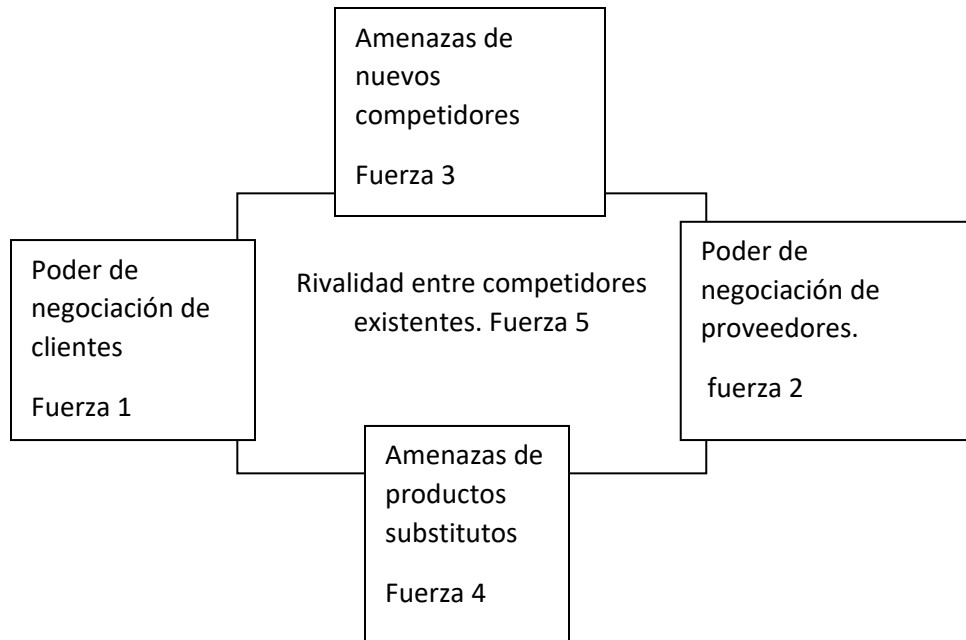 Amenazas de
nuevos
competidores
Fuerza 3
Poder de
negociación de
clientes
Fuerza 1
Rivalidad entre competidores
existentes. Fuerza 5
Poder de
negociación de
proveedores.
fuerza 2
Amenazas de
productos
substitutos
Fuerza 4